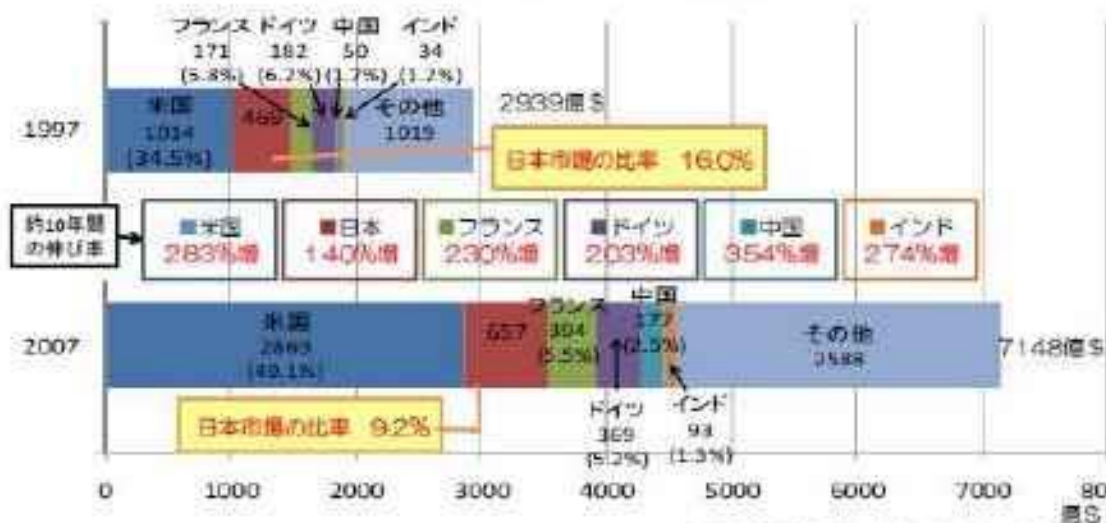 フランス ドイツ 中国 インド
171 182 50 34
(5.8%) (6.2%) (1.7%) (1.2%)
1997
米国
1014
(34.5%)
469
その他
1019
2939億$
日本市場の比率 16.0%
約10年間
の伸び率
米国
283%増
日本
140%増
フランス
230%増
ドイツ
203%増
中国
354%増
インド
274%増
2007
米国
(40.1%)
657
フランス
394
(5.5%)
中国
177
(2.5%)
その他
2588
7148億$
日本市場の比率 9.2%
ドイツ
369
(5.2%)
インド
93
(1.3%)
0 1000 2000 3000 4000 5000 6000 7000 80
億$